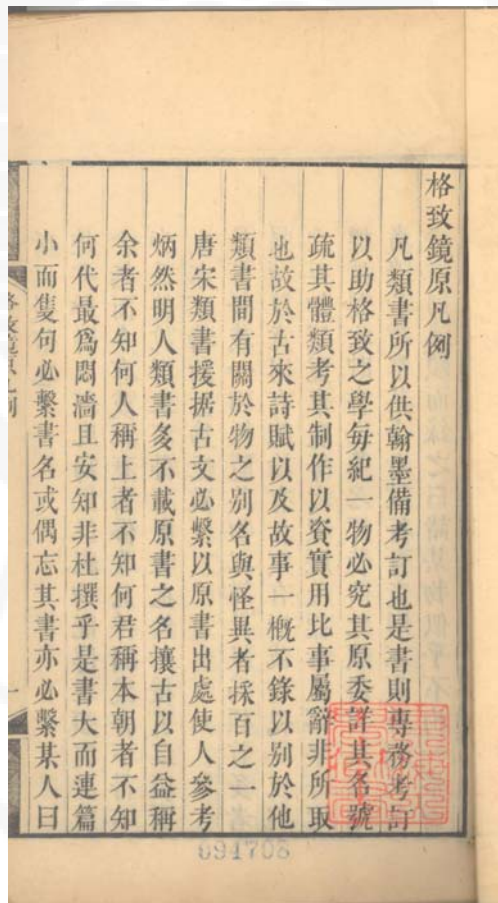 格致鏡原凡例
凡類書所以供翰墨備考訂也是書則專務考訂
以助格致之學每紀一物必究其原委詳其名號
疏其體類考其制作以資實用比事屬辭非所取
也故於古來詩賦以及故事一槪不錄以別於他
類書間有關於物之別名與怪異者採百之一
唐宋類書援据古文必繫以原書出處使人參考
炳然明人類書多不載原書之名攘古以自益稱
余者不知何人稱上者不知何君稱本朝者不知
何代最爲悶濇且安知非杜撰乎是書大而連篇
小而隻句必繫書名或偶忘其書亦必繫某人曰
格致鏡原凡例
一
094708